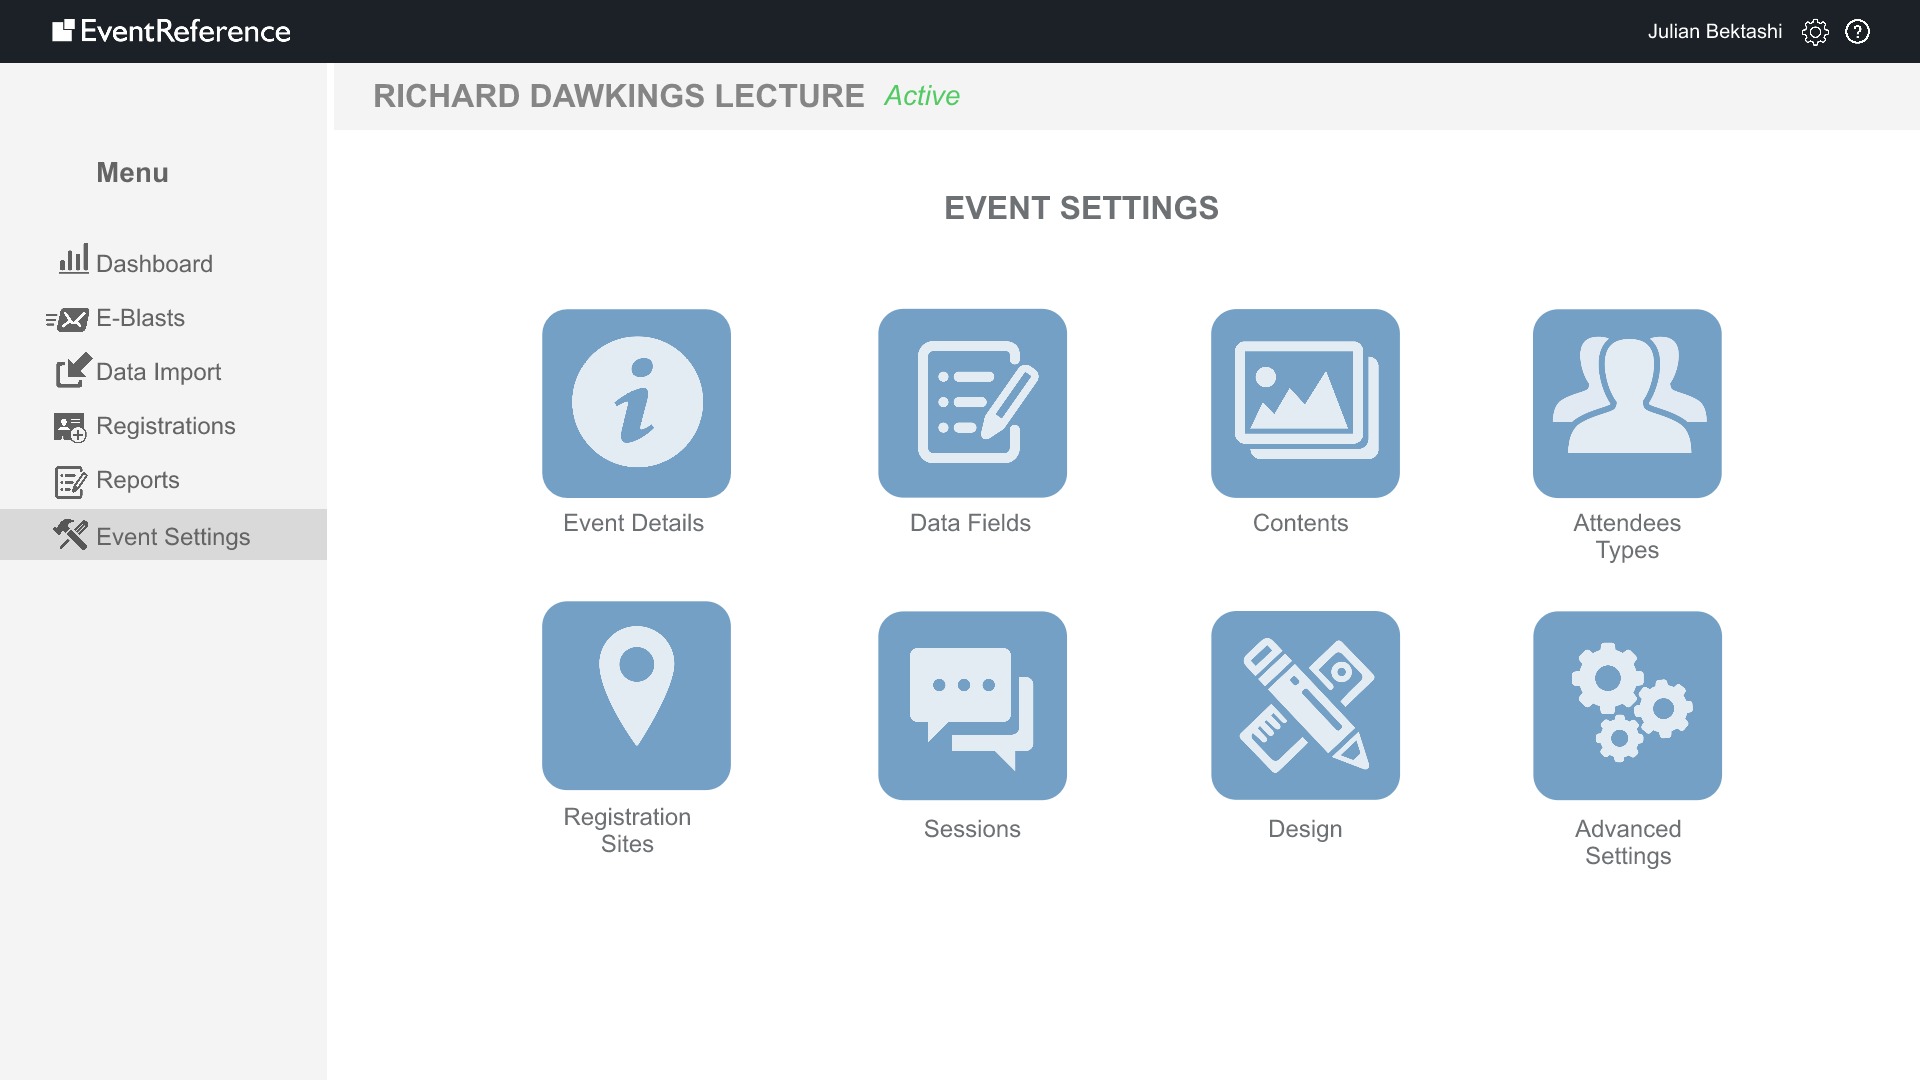 EventReference
Julian Bektashi
RICHARD DAWKINGS LECTURE Active
Menu
Dashboard
E-Blasts
Data Import
Registrations
Reports
Event Settings
EVENT SETTINGS
Event Details
Data Fields
Contents
Attendees
Types
Registration
Sites
Sessions
Design
Advanced
Settings